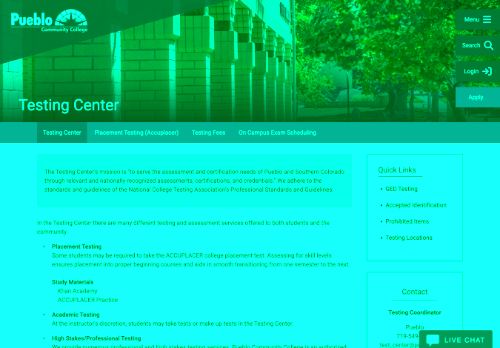 Pueblo
Community College
Menu
Search
Login
Apply
Testing Center
Testing Center
Placement Testing (Accuplacer)
Testing Fees
On Campus Exam Scheduling
The Testing Center's mission is "to serve the assessment and certification needs of Pueblo and Southern Colorado
through relevant and nationally-recognized assessments, certifications, and credentials." We adhere to the
standards and guidelines of the National College Testing Association's Professional Standards and Guidelines.
In the Testing Center there are many different testing and assessment services offered to both students and the
community.
Placement Testing
Some students may be required to take the ACCUPLACER college placement test. Assessing for skill levels
ensures placement into proper beginning courses and aids in smooth transitioning from one semester to the next.
Study Materials
Khan Academy
ACCUPLACER Practice
Academic Testing
At the instructor's discretion, students may take tests or make up tests in the Testing Center.
High Stakes/Professional Testing
Quick Links
GED Testing
Accepted Identification
Prohibited Items
Testing Locations
Contact
Testing Coordinator
Pueblo
LIVE CHAT